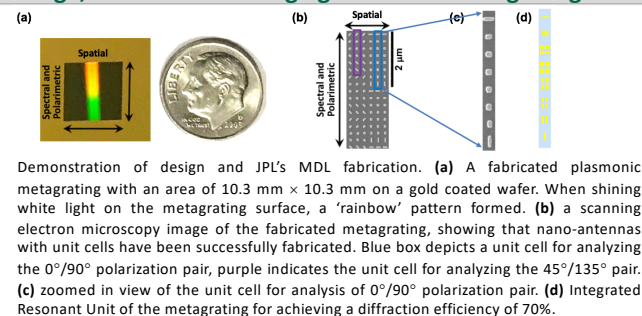 (a)
(b)
(c)
(d)
Spatial
Spectral and
Polarimetric
LIBERTY
Spatial
Spectral and
Polarimetric
2 μm
Demonstration of design and JPL's MDL fabrication. (a) A fabricated plasmonic
metagrating with an area of 10.3 mm × 10.3 mm on a gold coated wafer. When shining
white light on the metagrating surface, a 'rainbow' pattern formed. (b) a scanning
electron microscopy image of the fabricated metagrating, showing that nano-antennas
with unit cells have been successfully fabricated. Blue box depicts a unit cell for analyzing
the 0°/90° polarization pair, purple indicates the unit cell for analyzing the 45°/135° pair.
(c) zoomed in view of the unit cell for analysis of 0°/90° polarization pair. (d) Integrated
Resonant Unit of the metagrating for achieving a diffraction efficiency of 70%.